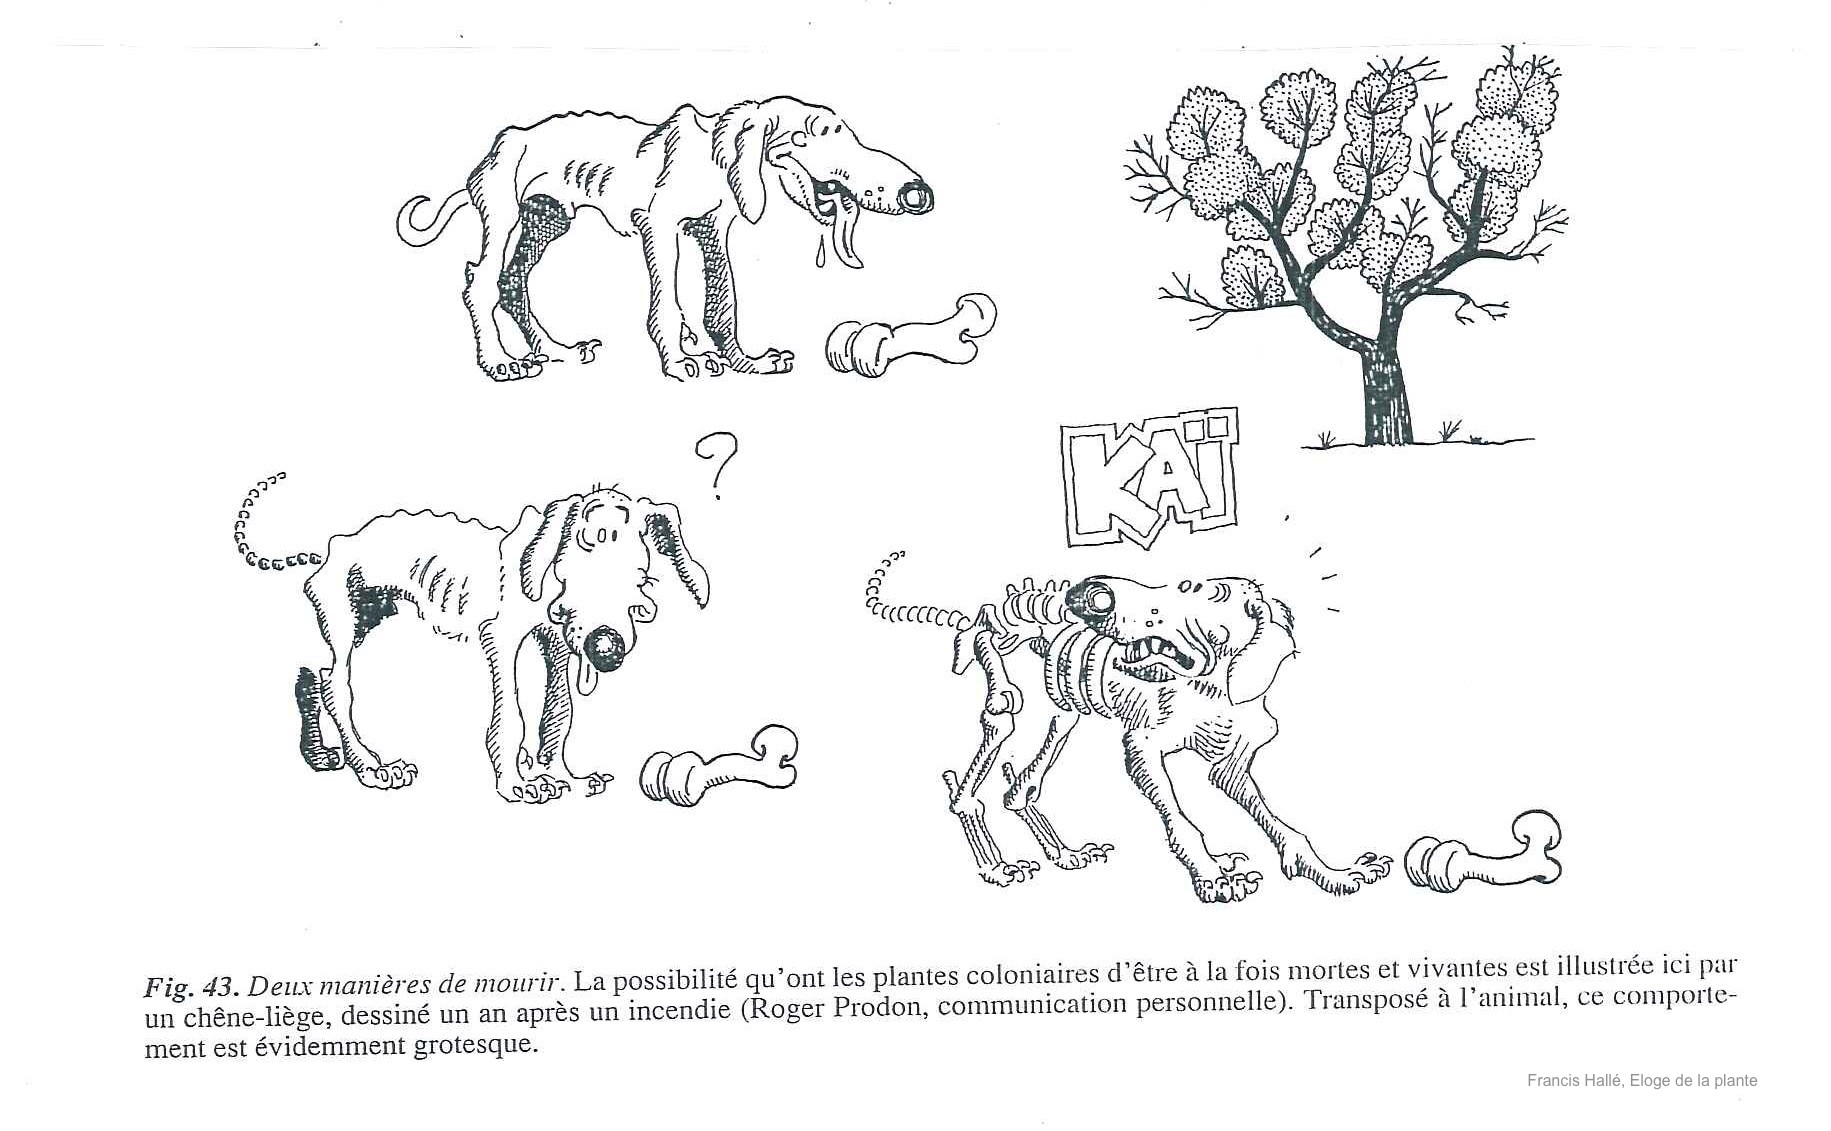 ?
KAÏ
Fig. 43. Deux manières de mourir. La possibilité qu'ont les plantes coloniaires d'être à la fois mortes et vivantes est illustrée ici par
un chêne-liège, dessiné un an après un incendie (Roger Prodon, communication personnelle). Transposé à l'animal, ce comporte-
ment est évidemment grotesque.
Francis Hallé, Eloge de la plante